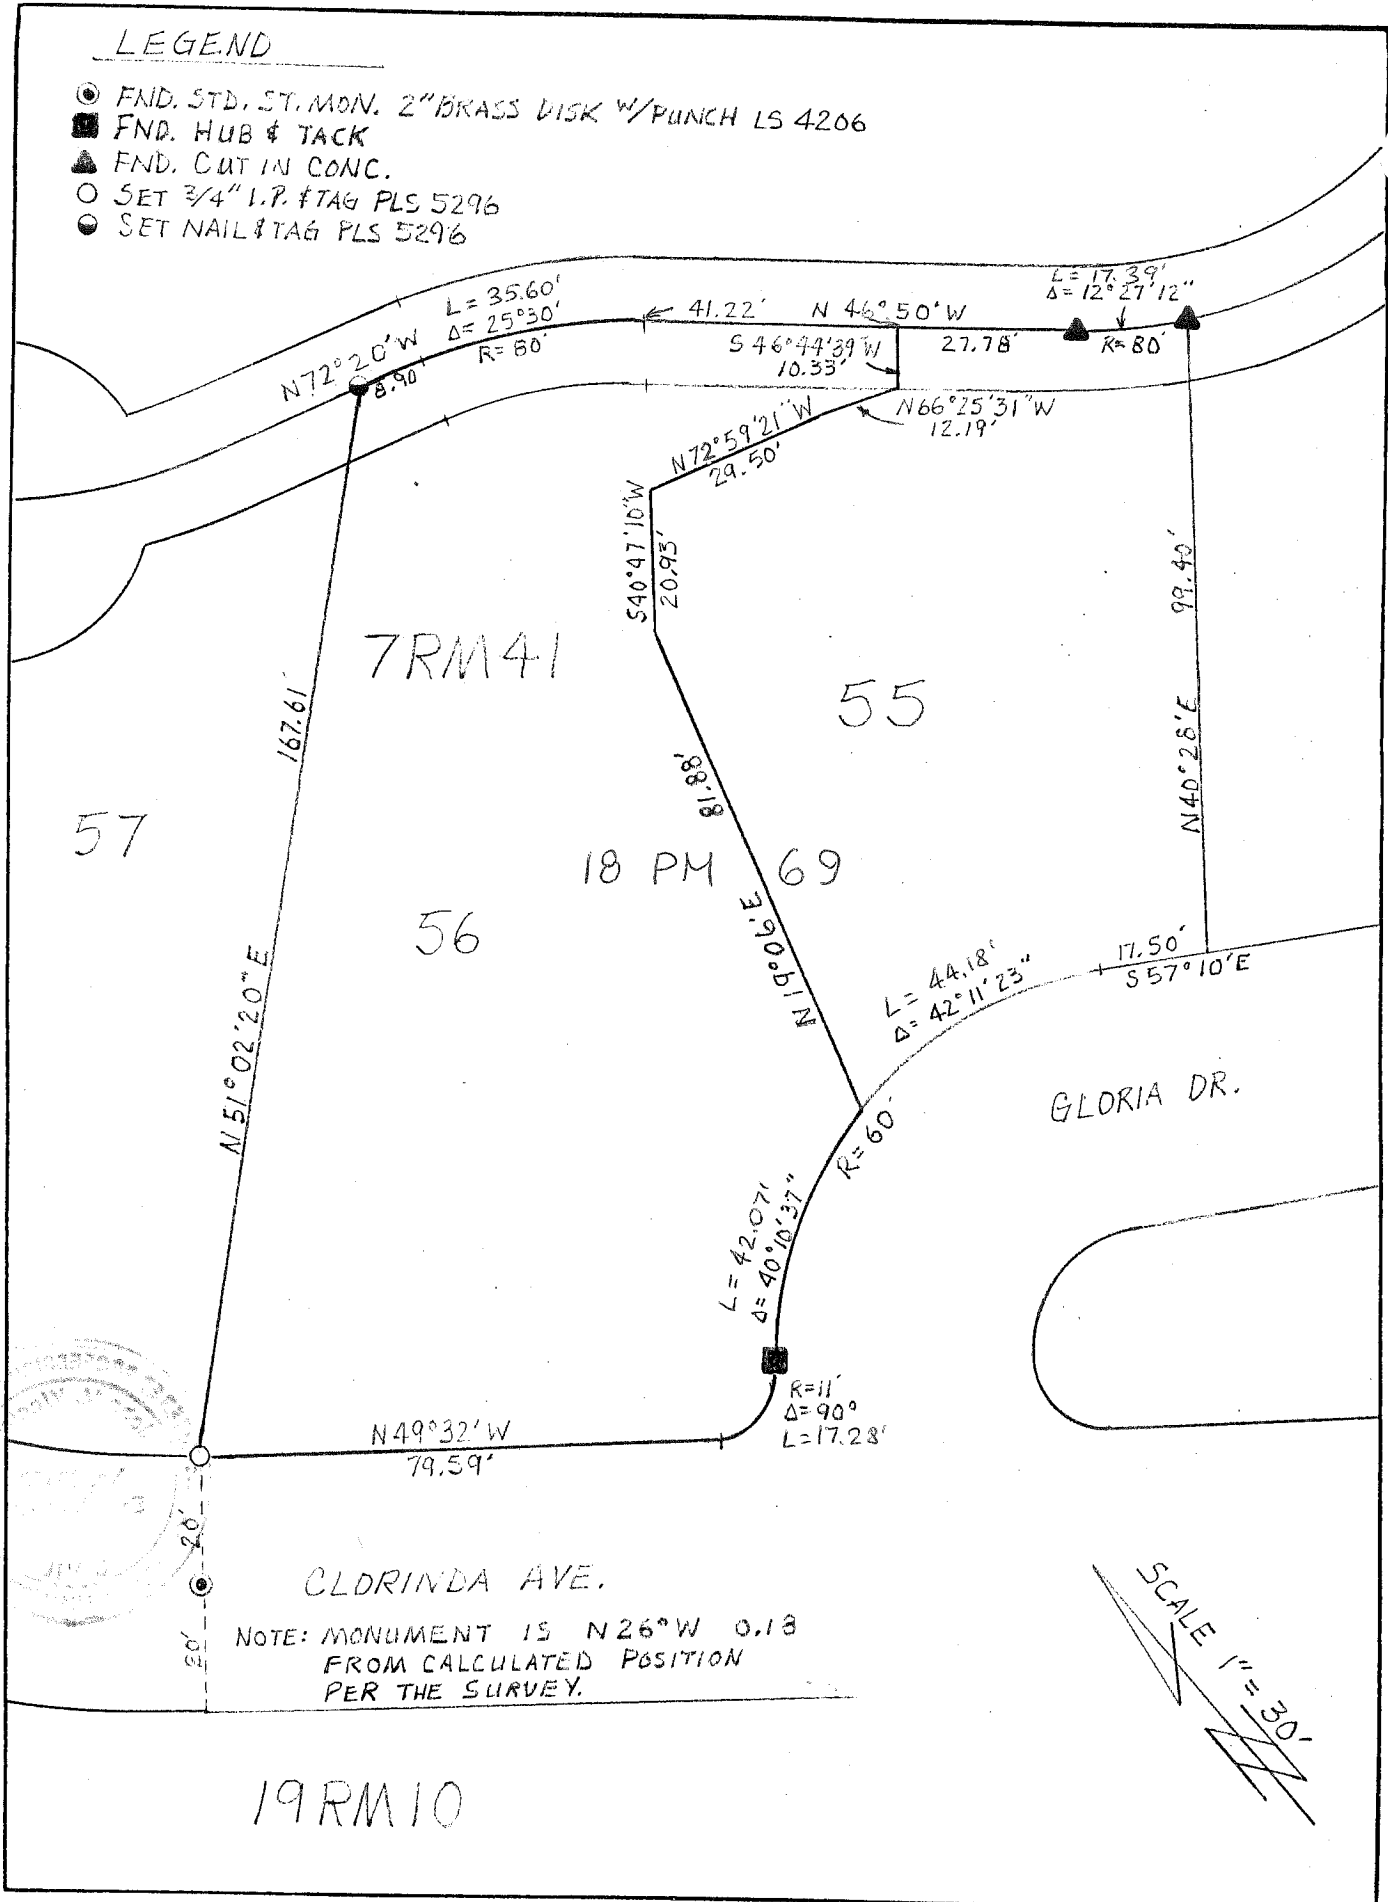 LEGEND
FND. STD. ST. MON. 2" BRASS DISK W/PUNCH LS 4206
FND. HUB & TACK
FND. CUT IN CONC.
SET 3/4" I.P. & TAG PLS 5296
SET NAIL & TAG PLS 5296
L = 35.60'
Δ = 25°30'
R = 80'
N72°20'W
8.90
41.22'
N 46°50'W
S 46°44'39"W
10.33'
27.78'
L = 17.39'
Δ = 12°27'12"
R = 80'
N66°25'31"W
12.19'
N72°59'21"W
29.50'
S40°47'10"W
20.93'
99.40'
N40°28'E
7RM41
55
167.61'
N51°02'20"E
81.88'
N19°06'E
57
18 PM 69
56
L = 44.18'
Δ = 42°11'23"
17.50'
S57°10'E
GLORIA DR.
R = 60'
L = 42.07'
Δ = 40°10'37"
R=11'
Δ=90°
L=17.28'
N49°32'W
79.59'
20'
CLORINDA AVE.
NOTE: MONUMENT IS N26°W 0.18
FROM CALCULATED POSITION
PER THE SURVEY.
SCALE 1" = 30'
19RM10